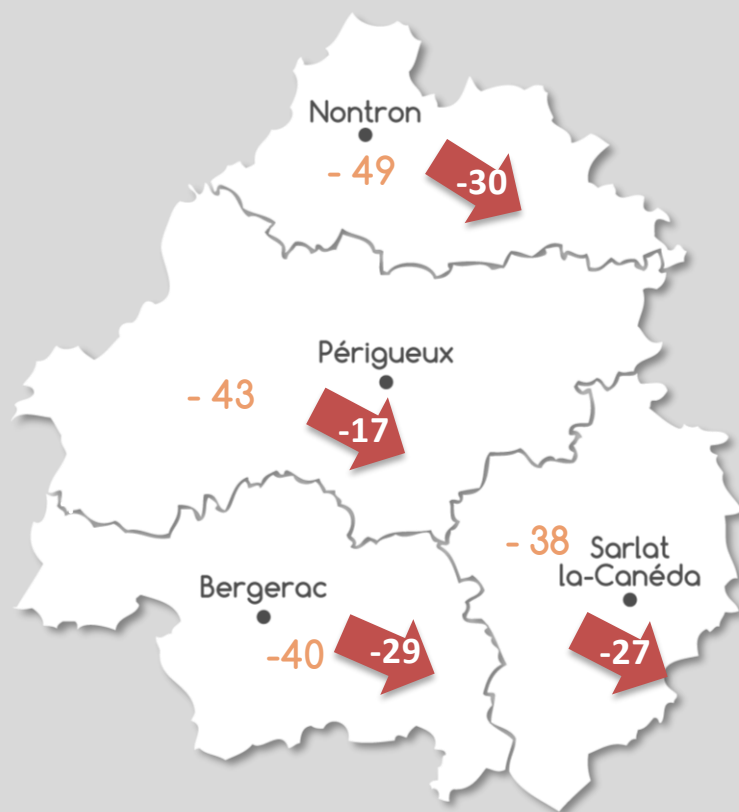 Nontron
- 49
-30
Périgueux
- 43
-17
- 38
Sarlat
la-Canéda
Bergerac
-40
-29
-27